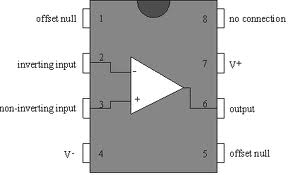 offset null 1 8 no connection
inverting input 2 - 7 V+
non-inverting input 3 + 6 output
V- 4 5 offset null